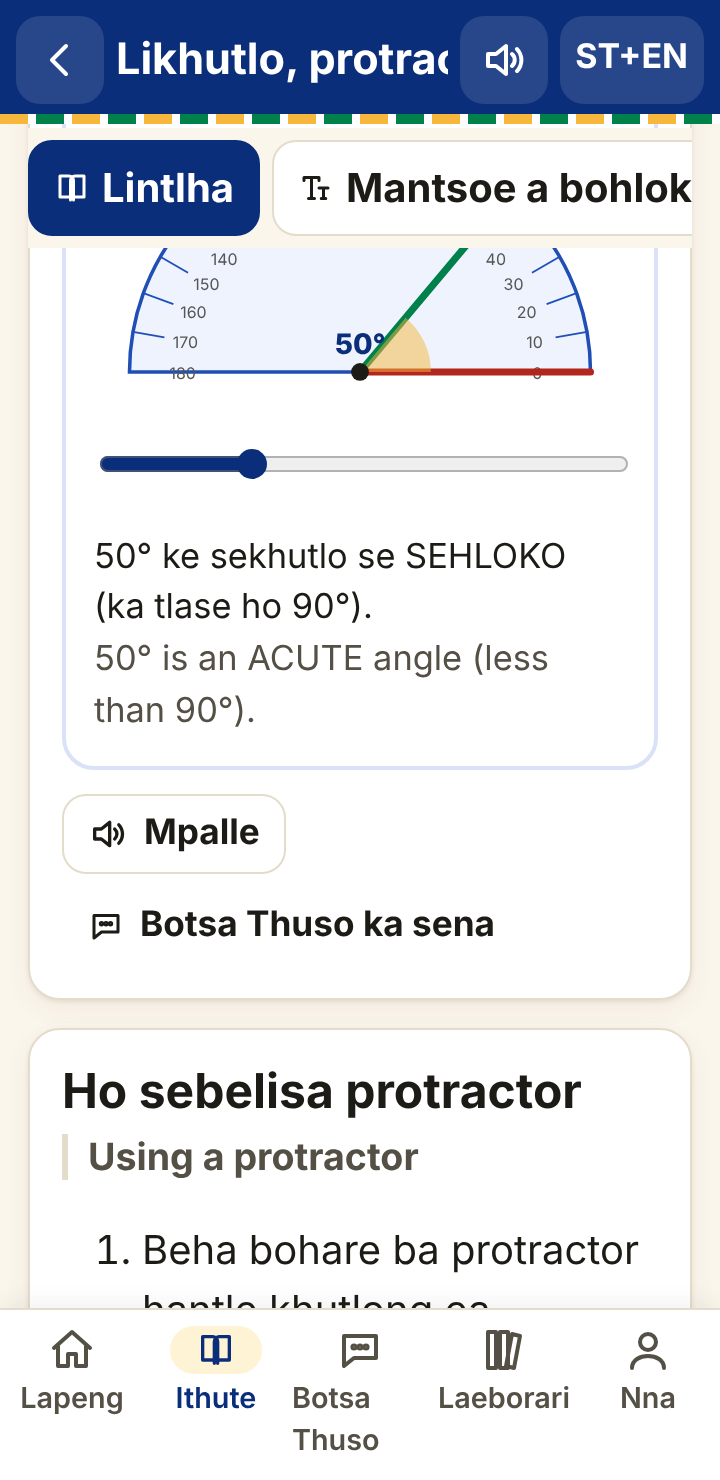 Likhutlo, protrac
ST+EN
Lintlha
Mantsoe a bohlok
140
40
150
30
160
20
170
50°
10
180
0
50° ke sekhutlo se SEHLOKO
(ka tlase ho 90°).
50° is an ACUTE angle (less
than 90°).
Mpalle
Botsa Thuso ka sena
Ho sebelisa protractor
Using a protractor
1. Beha bohare ba protractor
Lapeng
Ithute
Botsa
Thuso
Laeborari
Nna